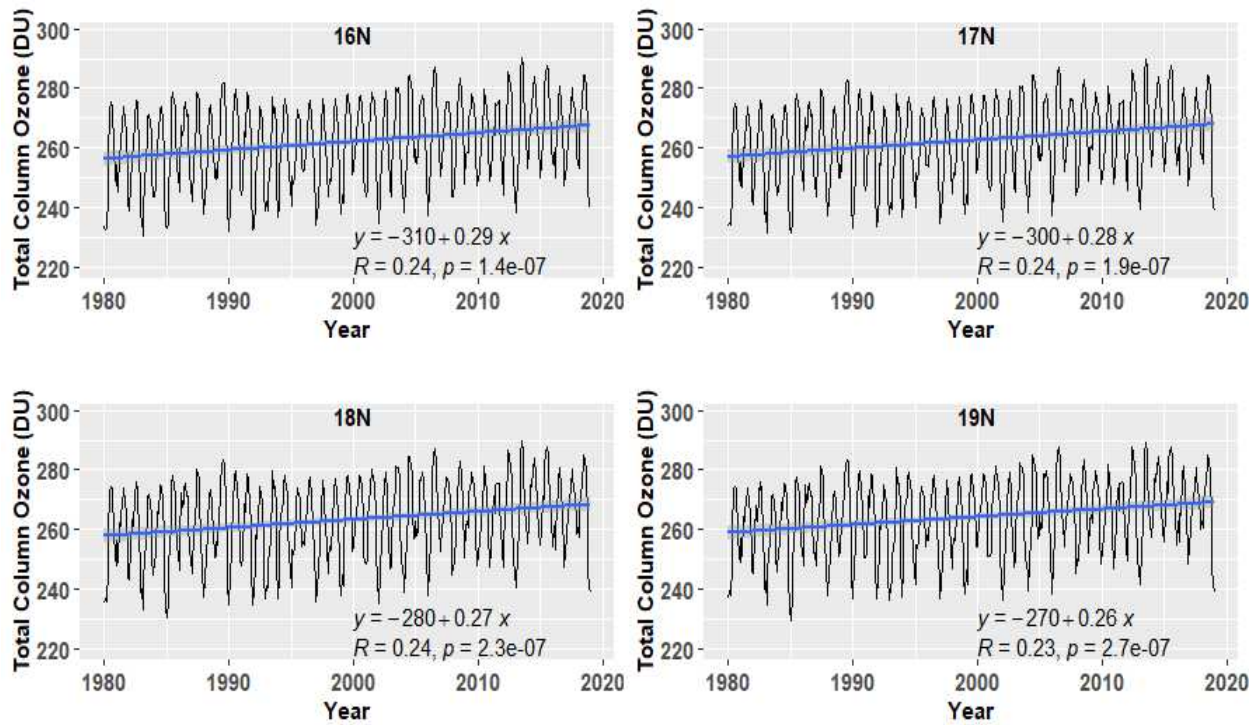 16N
Total Column Ozone (DU)
300
280
260
240
220
y = −310 + 0.29 x
R = 0.24, p = 1.4e-07
1980 1990 2000 2010 2020
Year
17N
Total Column Ozone (DU)
300
280
260
240
220
y = −300 + 0.28 x
R = 0.24, p = 1.9e-07
1980 1990 2000 2010 2020
Year
18N
Total Column Ozone (DU)
300
280
260
240
220
y = −280 + 0.27 x
R = 0.24, p = 2.3e-07
1980 1990 2000 2010 2020
Year
19N
Total Column Ozone (DU)
300
280
260
240
220
y = −270 + 0.26 x
R = 0.23, p = 2.7e-07
1980 1990 2000 2010 2020
Year